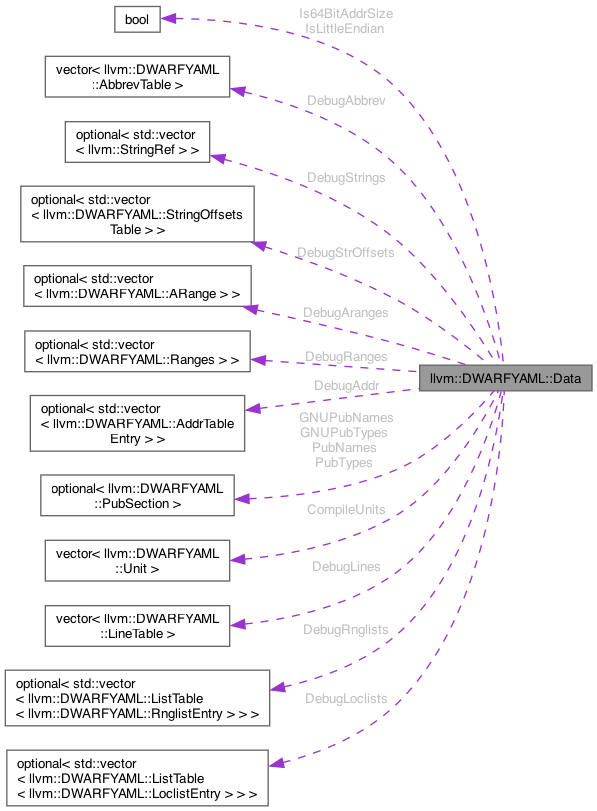 Is64BitAddrSize
IsLittleEndian
bool
vector< llvm::DWARFYAML
::AbbrevTable >
DebugAbbrev
optional< std::vector
< llvm::StringRef > >
DebugStrings
optional< std::vector
< llvm::DWARFYAML::StringOffsets
Table > >
DebugStrOffsets
optional< std::vector
< llvm::DWARFYAML::ARange > >
DebugAranges
optional< std::vector
< llvm::DWARFYAML::Ranges > >
DebugRanges
llvm::DWARFYAML::Data
DebugAddr
optional< std::vector
< llvm::DWARFYAML::AddrTable
Entry > >
GNUPubNames
GNUPubTypes
PubNames
PubTypes
optional< llvm::DWARFYAML
::PubSection >
CompileUnits
vector< llvm::DWARFYAML
::Unit >
DebugLines
vector< llvm::DWARFYAML
::LineTable >
DebugRnglists
optional< std::vector
< llvm::DWARFYAML::ListTable
< llvm::DWARFYAML::RnglistEntry > > >
DebugLoclists
optional< std::vector
< llvm::DWARFYAML::ListTable
< llvm::DWARFYAML::LoclistEntry > > >